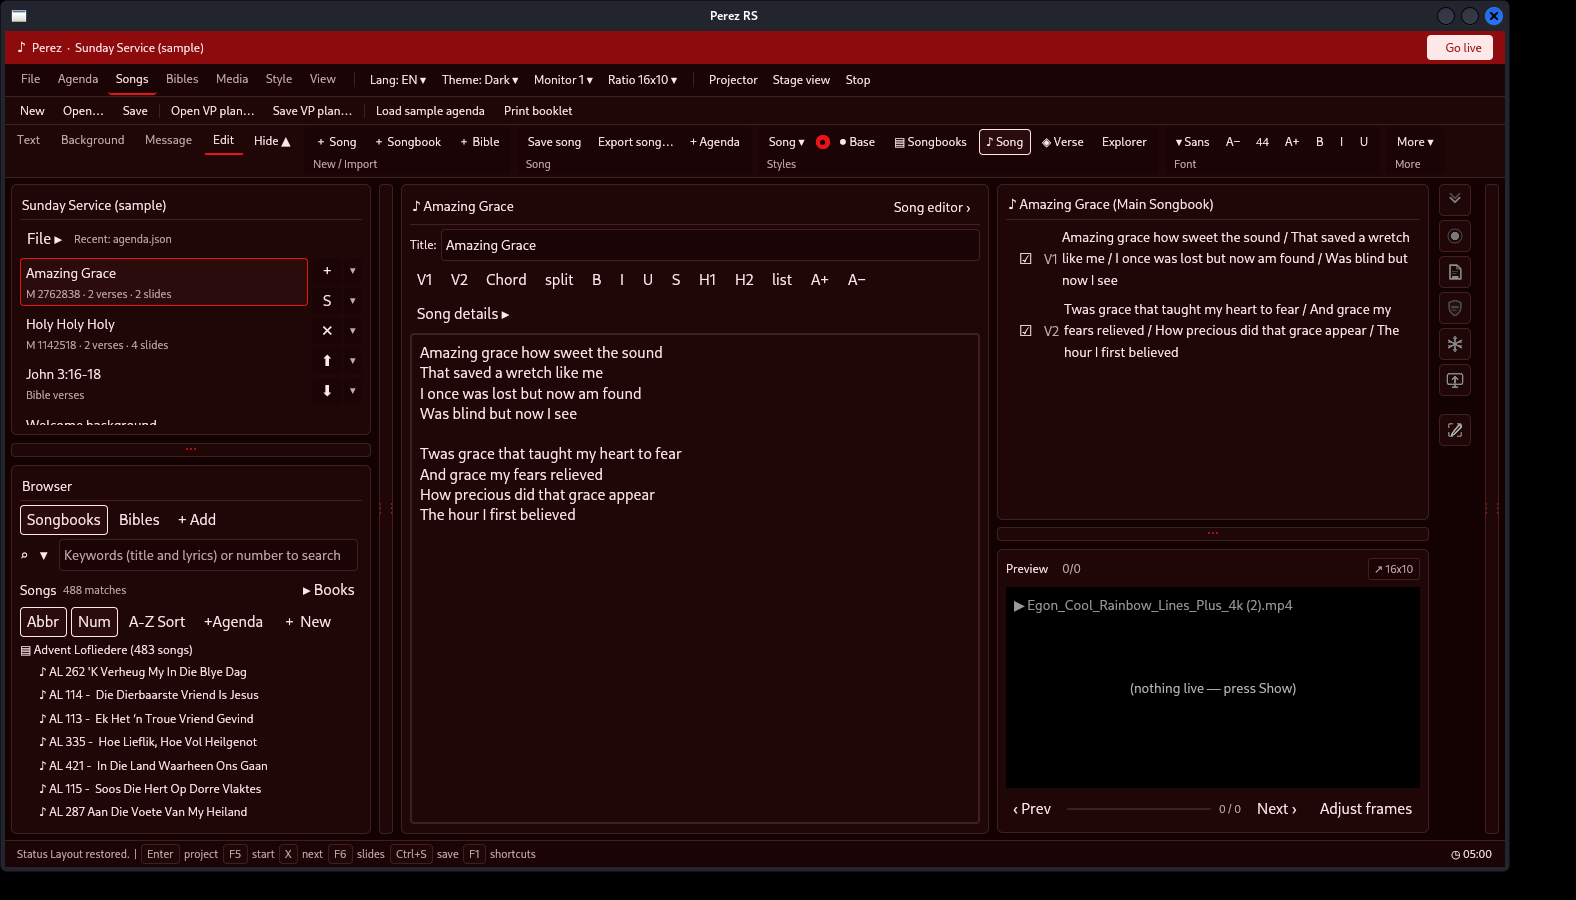 Perez RS
♪ Perez · Sunday Service (sample)
Go live
File Agenda Songs Bibles Media Style View Lang: EN ▾ Theme: Dark ▾ Monitor 1 ▾ Ratio 16x10 ▾ Projector Stage view Stop
New Open... Save Open VP plan... Save VP plan... Load sample agenda Print booklet
Text Background Message Edit Hide ▲ + Song + Songbook + Bible Save song Export song... + Agenda Song ▾ ● Base ▤ Songbooks ♪ Song ◈ Verse Explorer ▾ Sans A− 44 A+ B I U More ▾
New / Import Song Styles Font More
Sunday Service (sample)
File ▸ Recent: agenda.json
Amazing Grace
M 2762838 · 2 verses · 2 slides
Holy Holy Holy
M 1142518 · 2 verses · 4 slides
John 3:16-18
Bible verses
Welcome background
+ ▾
S ▾
✕ ▾
⬆ ▾
⬇ ▾
Browser
Songbooks Bibles + Add
Keywords (title and lyrics) or number to search
Songs 488 matches ▸ Books
Abbr Num A-Z Sort +Agenda + New
▤ Advent Lofliedere (483 songs)
♪ AL 262 'K Verheug My In Die Blye Dag
♪ AL 114 - Die Dierbaarste Vriend Is Jesus
♪ AL 113 - Ek Het ’n Troue Vriend Gevind
♪ AL 335 - Hoe Lieflik, Hoe Vol Heilgenot
♪ AL 421 - In Die Land Waarheen Ons Gaan
♪ AL 115 - Soos Die Hert Op Dorre Vlaktes
♪ AL 287 Aan Die Voete Van My Heiland
♪ Amazing Grace Song editor ›
Title: Amazing Grace
V1 V2 Chord split B I U S H1 H2 list A+ A−
Song details ▸
Amazing grace how sweet the sound
That saved a wretch like me
I once was lost but now am found
Was blind but now I see
Twas grace that taught my heart to fear
And grace my fears relieved
How precious did that grace appear
The hour I first believed
♪ Amazing Grace (Main Songbook)
Amazing grace how sweet the sound / That saved a wretch
☑ V1 like me / I once was lost but now am found / Was blind but
now I see
Twas grace that taught my heart to fear / And grace my
☑ V2 fears relieved / How precious did that grace appear / The
hour I first believed
Preview 0/0 ↗ 16x10
▶ Egon_Cool_Rainbow_Lines_Plus_4k (2).mp4
(nothing live — press Show)
‹ Prev 0 / 0 Next › Adjust frames
Status Layout restored. | Enter project F5 start X next F6 slides Ctrl+S save F1 shortcuts
◷ 05:00